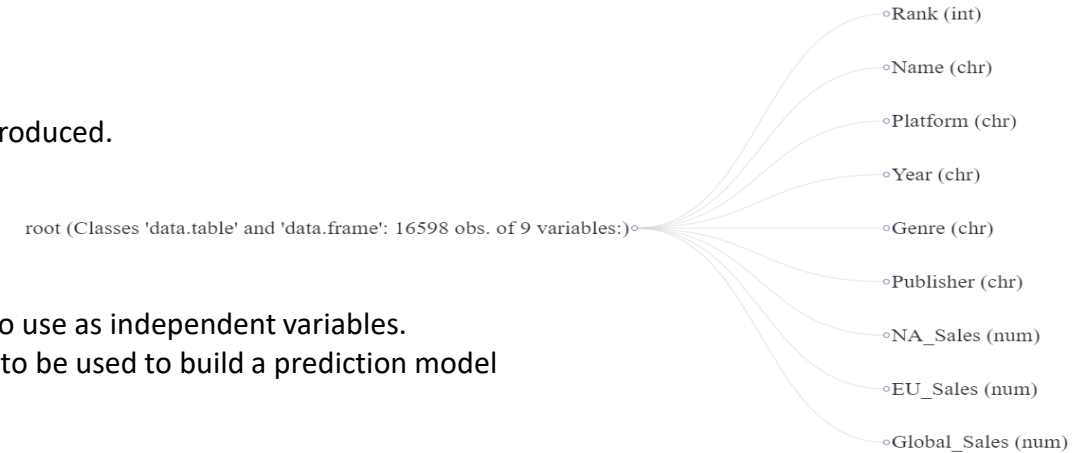 Rank (int)
Name (chr)
roduced.
Platform (chr)
Year (chr)
root (Classes 'data.table' and 'data.frame': 16598 obs. of 9 variables:)
Genre (chr)
Publisher (chr)
o use as independent variables.
NA_Sales (num)
to be used to build a prediction model
EU_Sales (num)
Global_Sales (num)